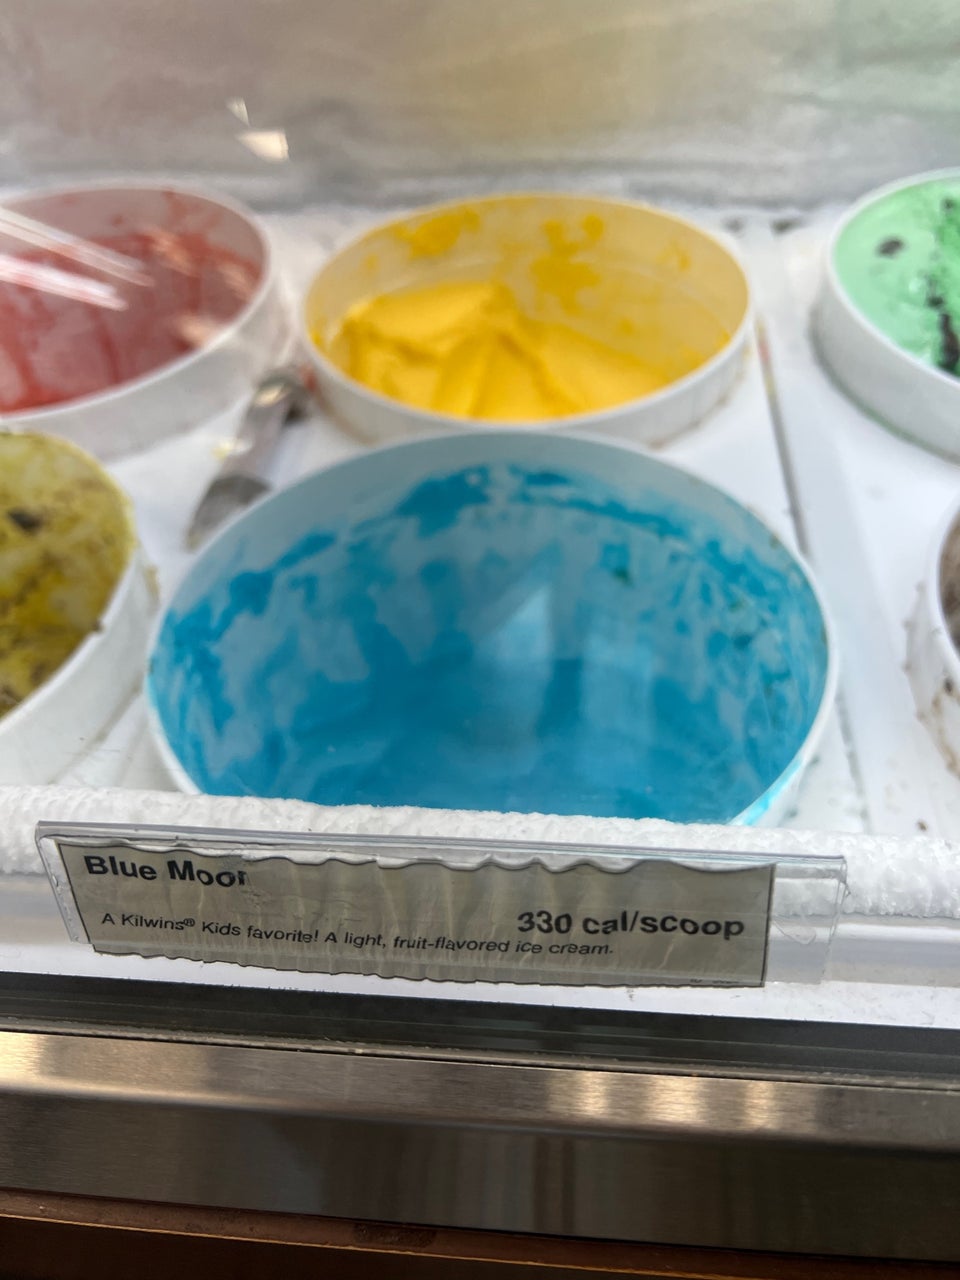 Blue Moon
330 cal/scoop
A Kilwins® Kids favorite! A light, fruit-flavored ice cream.